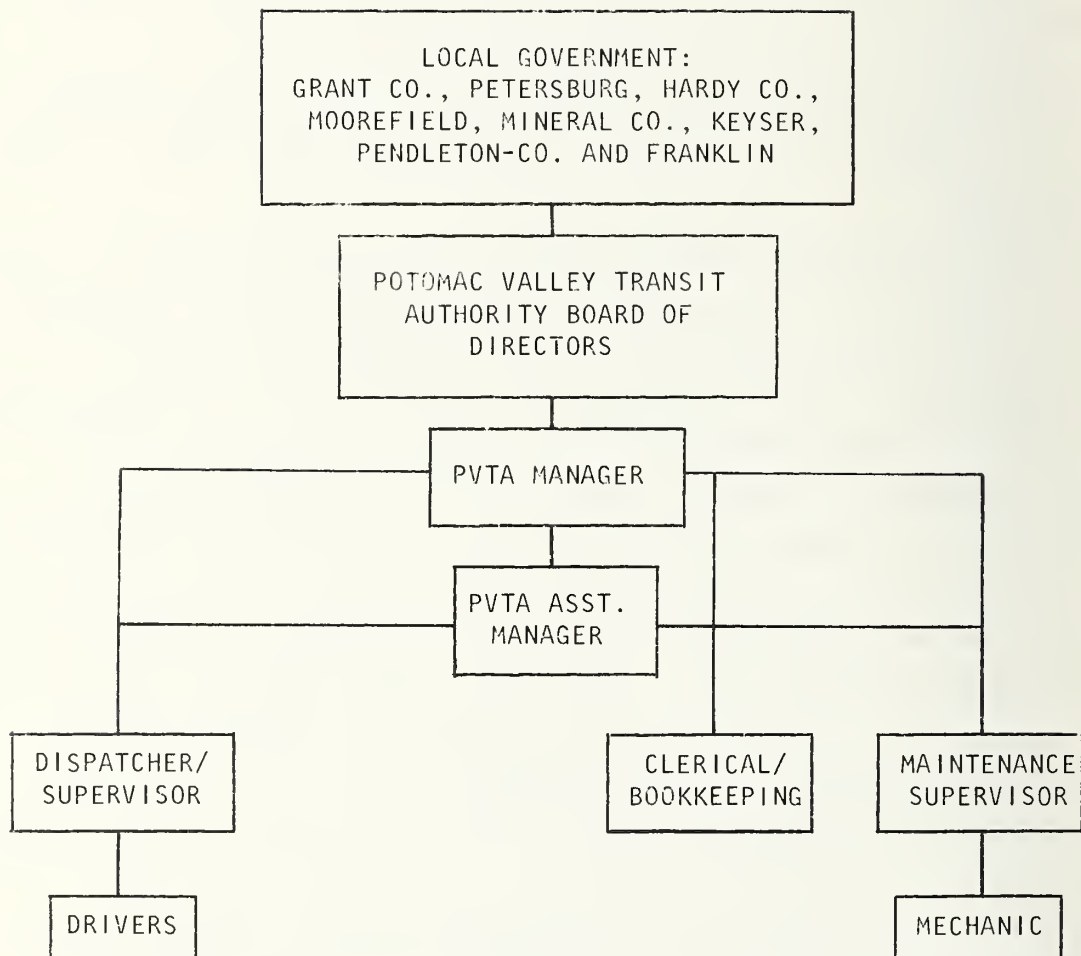 LOCAL GOVERNMENT:
GRANT CO., PETERSBURG, HARDY CO.,
MOOREFIELD, MINERAL CO., KEYSER,
PENDLETON-CO. AND FRANKLIN
POTOMAC VALLEY TRANSIT
AUTHORITY BOARD OF
DIRECTORS
PVTA MANAGER
PVTA ASST.
MANAGER
DISPATCHER/
SUPERVISOR
CLERICAL/
BOOKKEEPING
MAINTENANCE
SUPERVISOR
DRIVERS
MECHANIC